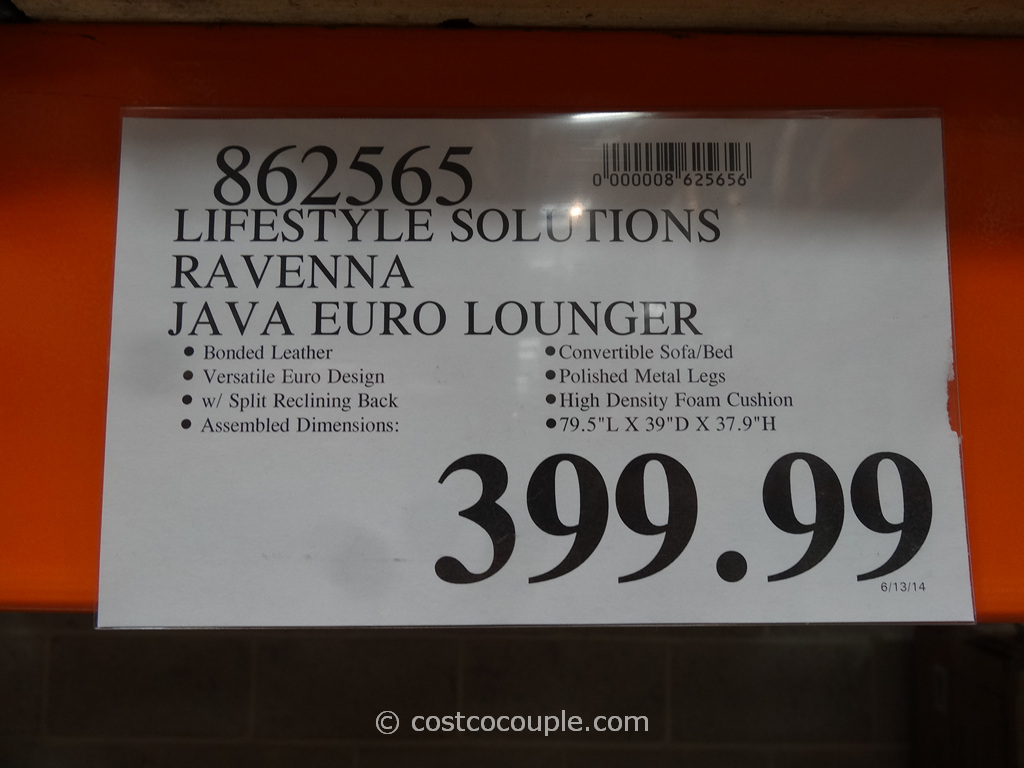 862565
0 000008 625656
LIFESTYLE SOLUTIONS
RAVENNA
JAVA EURO LOUNGER
• Bonded Leather
• Versatile Euro Design
• w/ Split Reclining Back
• Assembled Dimensions:
• Convertible Sofa/Bed
• Polished Metal Legs
• High Density Foam Cushion
• 79.5"L X 39"D X 37.9"H
399.99
6/13/14
© costcocouple.com